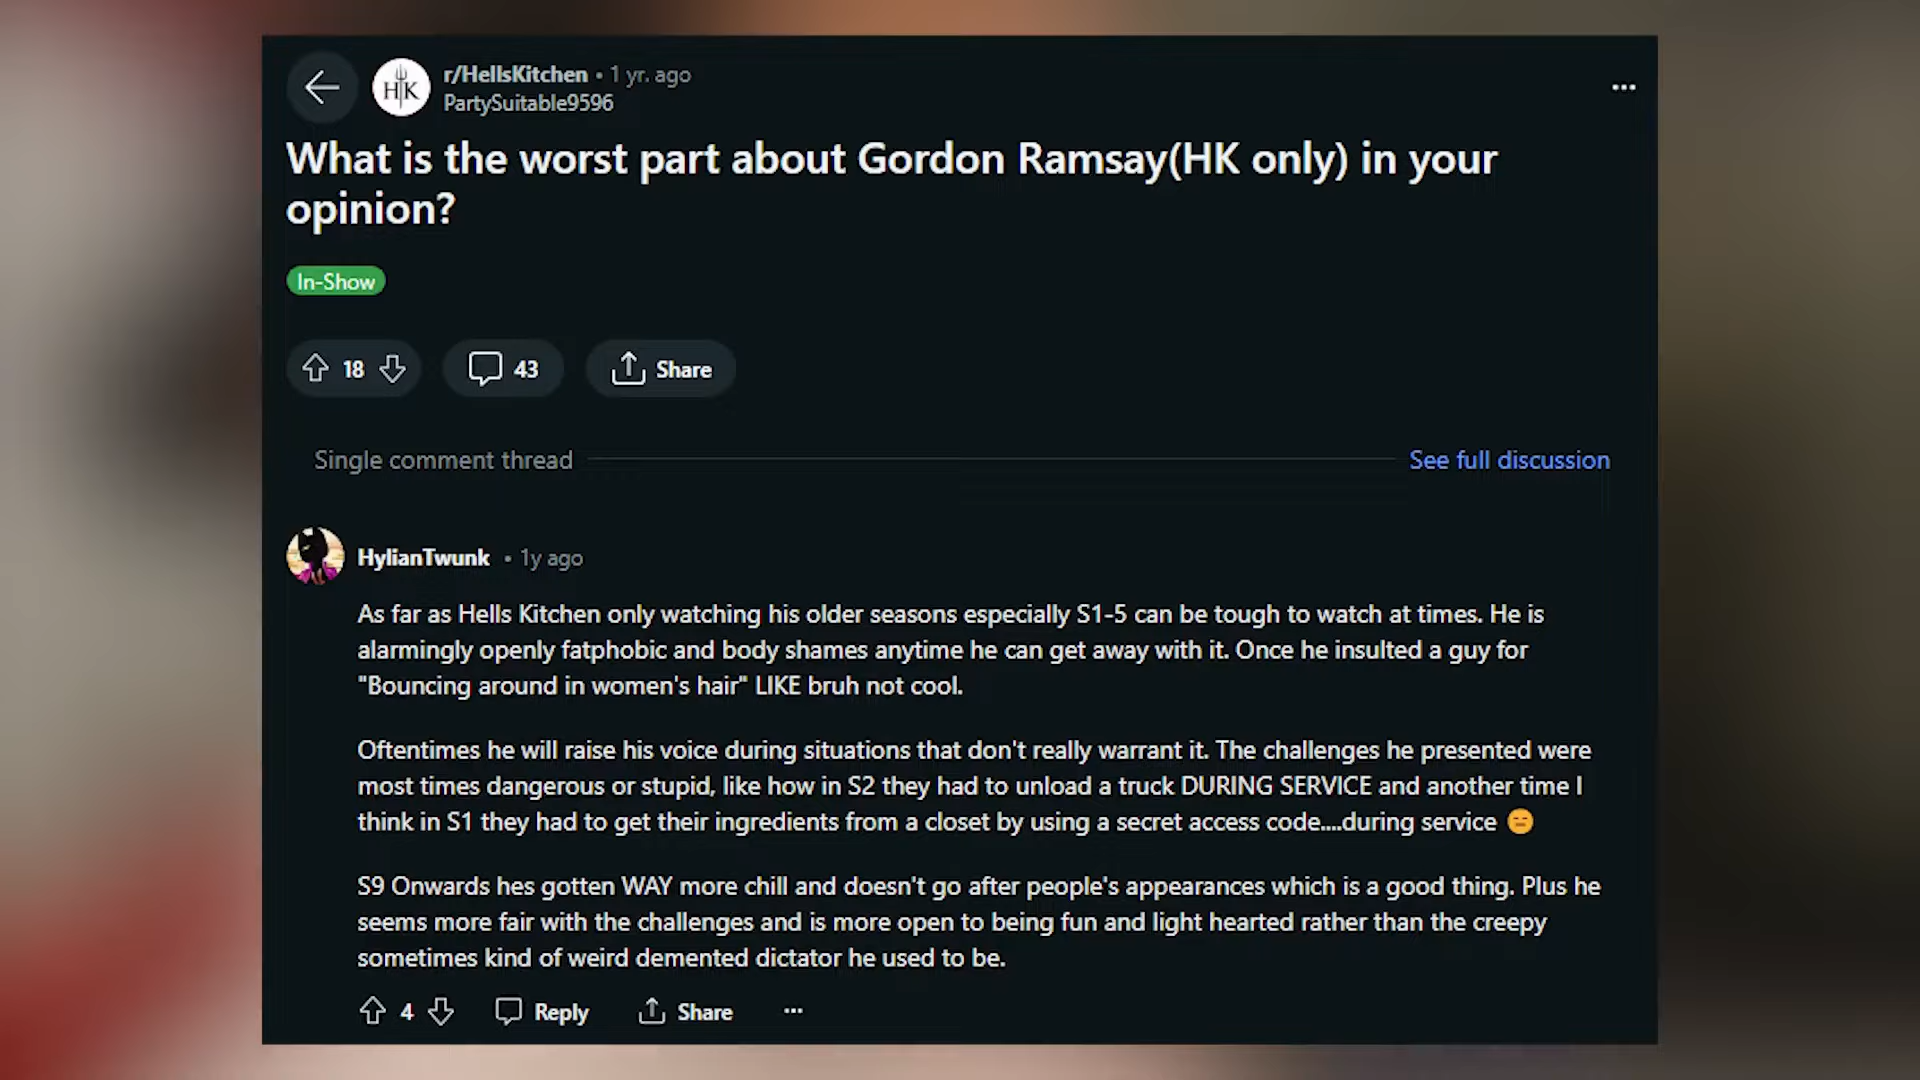 r/HellsKitchen • 1 yr. ago
PartySuitable9596
HK
What is the worst part about Gordon Ramsay(HK only) in your
opinion?
In-Show
18
43
Share
Single comment thread
See full discussion
HylianTwunk • 1y ago
As far as Hells Kitchen only watching his older seasons especially S1-5 can be tough to watch at times. He is
alarmingly openly fatphobic and body shames anytime he can get away with it. Once he insulted a guy for
"Bouncing around in women's hair" LIKE bruh not cool.
Oftentimes he will raise his voice during situations that don't really warrant it. The challenges he presented were
most times dangerous or stupid, like how in S2 they had to unload a truck DURING SERVICE and another time I
think in S1 they had to get their ingredients from a closet by using a secret access code....during service 😑
S9 Onwards hes gotten WAY more chill and doesn't go after people's appearances which is a good thing. Plus he
seems more fair with the challenges and is more open to being fun and light hearted rather than the creepy
sometimes kind of weird demented dictator he used to be.
4
Reply
Share